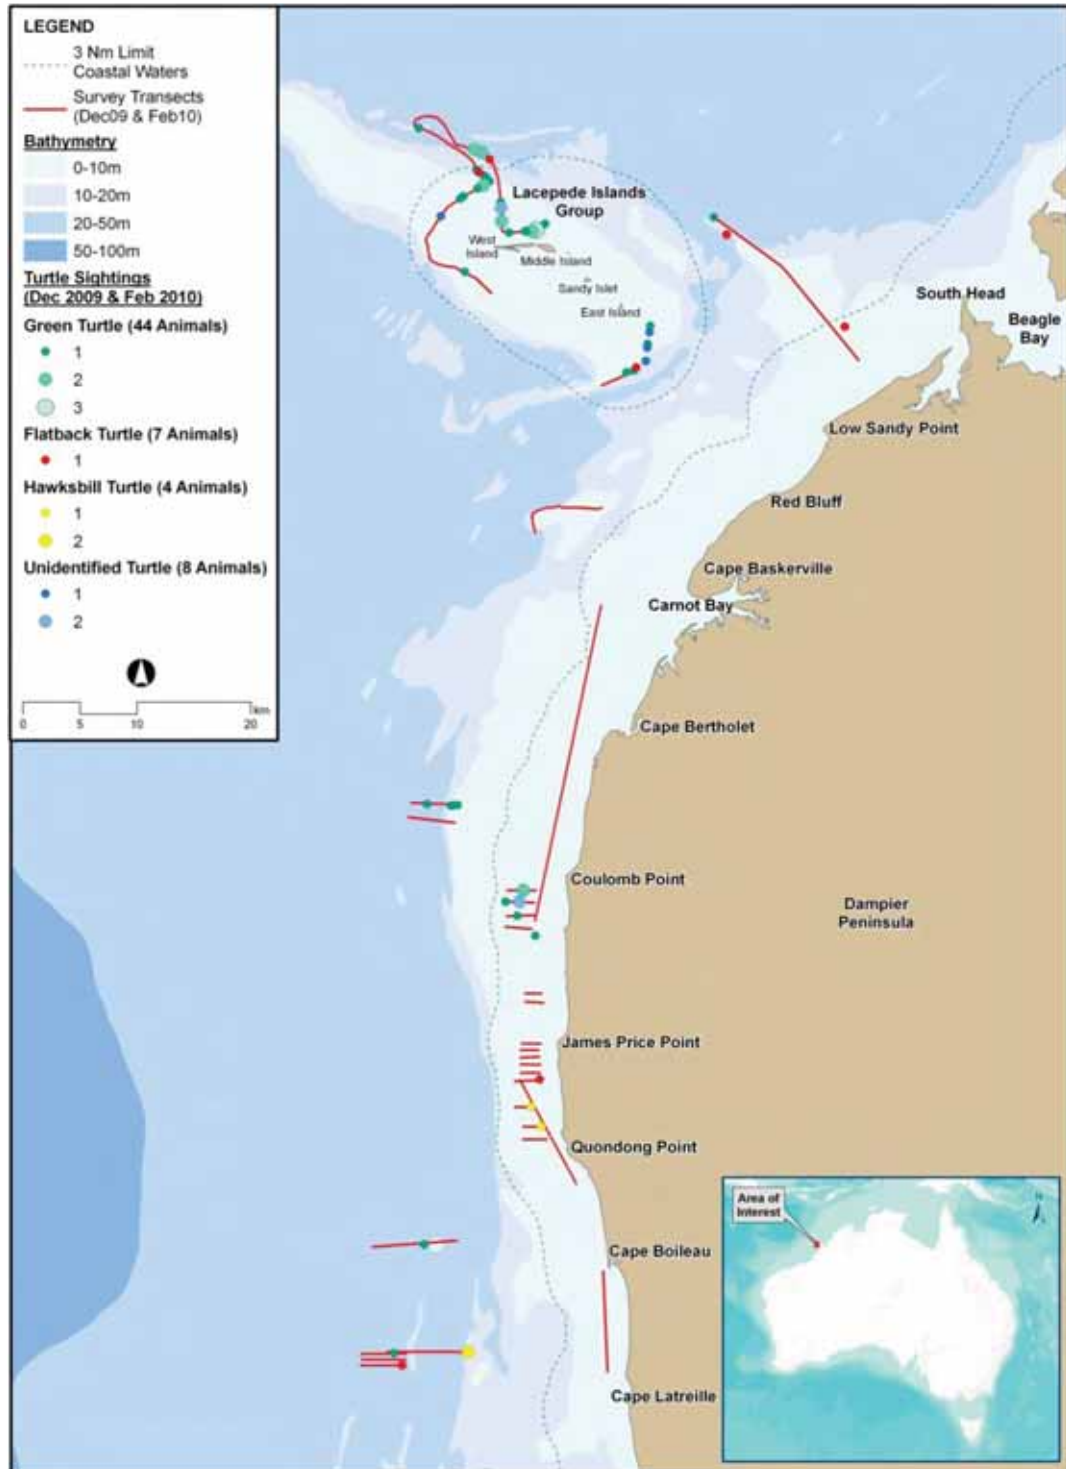 LEGEND
3 Nm Limit
Coastal Waters
Survey Transects
(Dec09 & Feb10)
Bathymetry
0-10m
10-20m
20-50m
50-100m
Turtle Sightings
(Dec 2009 & Feb 2010)
Green Turtle (44 Animals)
1
2
3
Flatback Turtle (7 Animals)
1
Hawksbill Turtle (4 Animals)
1
2
Unidentified Turtle (8 Animals)
1
2
km
0 5 10 20
Lacepede Islands
Group
West
Island
Middle Island
Sandy Islet
East Island
South Head
Beagle
Bay
Low Sandy Point
Red Bluff
Cape Baskerville
Carnot Bay
Cape Bertholet
Coulomb Point
Dampier
Peninsula
James Price Point
Quondong Point
Cape Boileau
Cape Latreille
Area of
Interest
N